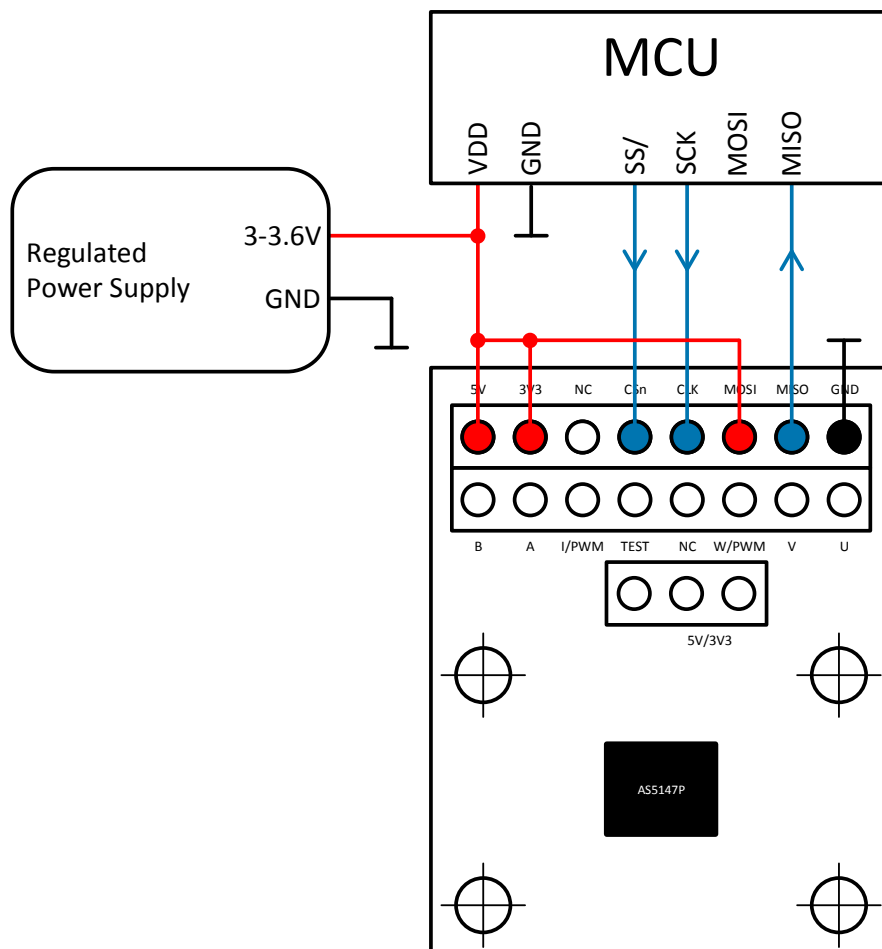 MCU
VDD
GND
SS/
SCK
MOSI
MISO
Regulated
Power Supply
3-3.6V
GND
5V 3V3 NC CSn CLK MOSI MISO GND
B A I/PWM TEST NC W/PWM V U
5V/3V3
AS5147P